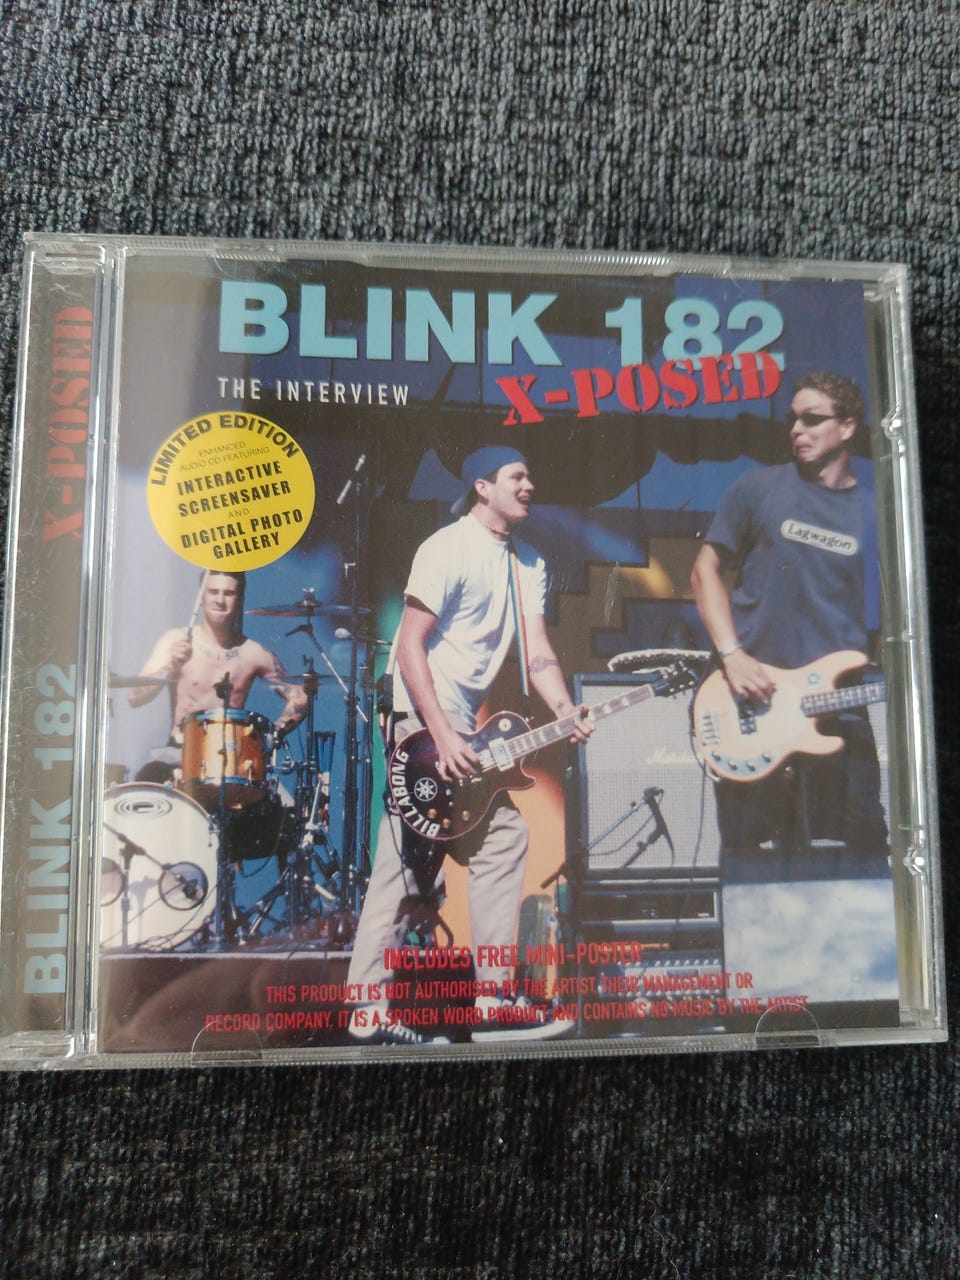 BLINK 182
X-POSED
THE INTERVIEW
LIMITED EDITION
ENHANCED
AUDIO CD FEATURING
INTERACTIVE
SCREENSAVER
AND
DIGITAL PHOTO
GALLERY
Lagwagon
Marshall
BILLABONG
INCLUDES FREE MINI-POSTER
THIS PRODUCT IS NOT AUTHORISED BY THE ARTIST, THEIR MANAGEMENT OR
RECORD COMPANY, IT IS A SPOKEN WORD PRODUCT AND CONTAINS NO MUSIC BY THE ARTIST
BLINK 182 X-POSED